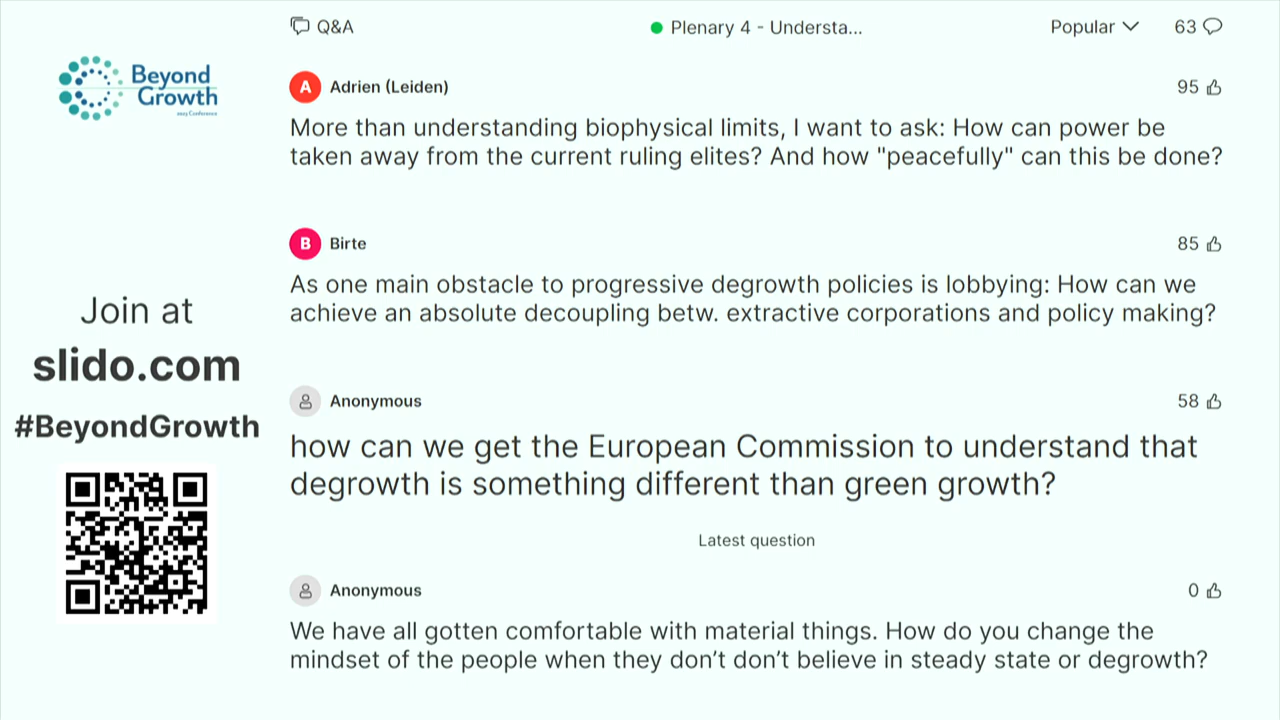 Q&A
Plenary 4 - Understa...
Popular
63
Beyond
Growth
2023 Conference
A
Adrien (Leiden)
95
More than understanding biophysical limits, I want to ask: How can power be
taken away from the current ruling elites? And how "peacefully" can this be done?
B
Birte
85
As one main obstacle to progressive degrowth policies is lobbying: How can we
achieve an absolute decoupling betw. extractive corporations and policy making?
Join at
slido.com
#BeyondGrowth
Anonymous
58
how can we get the European Commission to understand that
degrowth is something different than green growth?
Latest question
Anonymous
0
We have all gotten comfortable with material things. How do you change the
mindset of the people when they don’t don’t believe in steady state or degrowth?